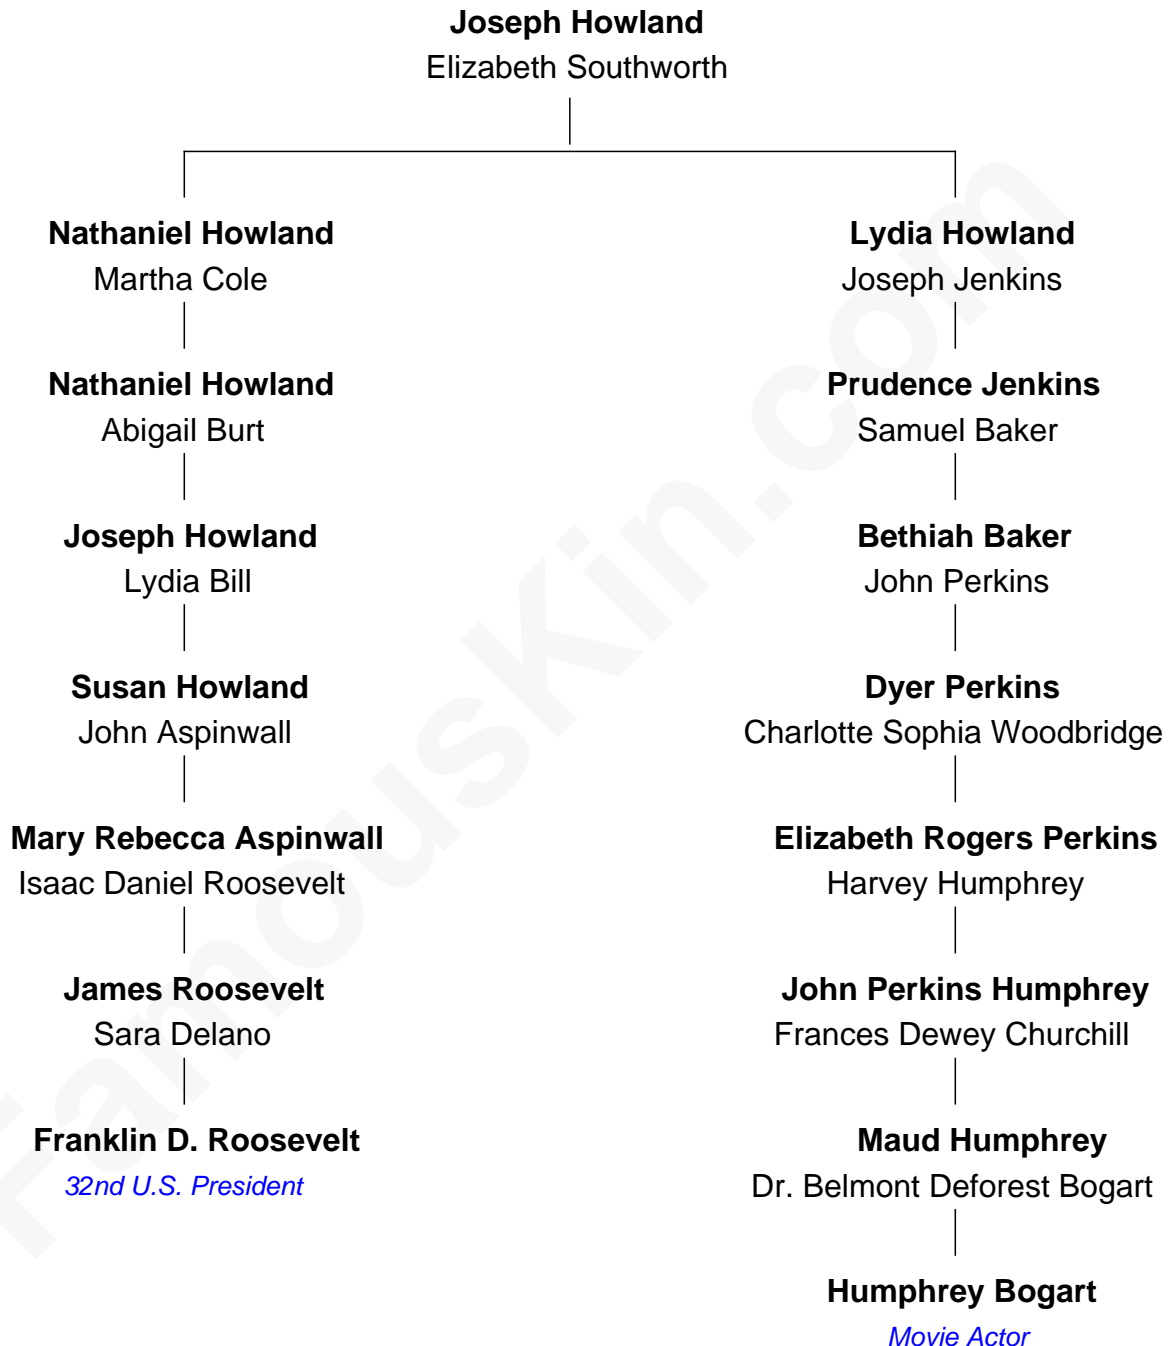 Joseph Howland
Elizabeth Southworth
Nathaniel Howland
Martha Cole
Nathaniel Howland
Abigail Burt
Joseph Howland
Lydia Bill
Susan Howland
John Aspinwall
Mary Rebecca Aspinwall
Isaac Daniel Roosevelt
James Roosevelt
Sara Delano
Franklin D. Roosevelt
32nd U.S. President
Lydia Howland
Joseph Jenkins
Prudence Jenkins
Samuel Baker
Bethiah Baker
John Perkins
Dyer Perkins
Charlotte Sophia Woodbridge
Elizabeth Rogers Perkins
Harvey Humphrey
John Perkins Humphrey
Frances Dewey Churchill
Maud Humphrey
Dr. Belmont Deforest Bogart
Humphrey Bogart
Movie Actor
FamousKin.com